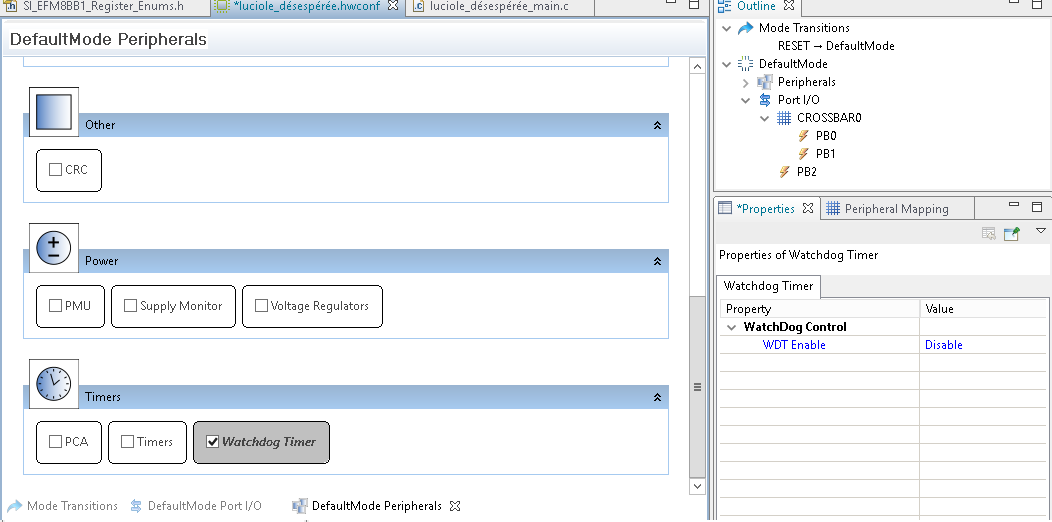 SI_EFM8BB1_Register_Enums.h
*luciole_désespérée.hwconf
luciole_désespérée_main.c
DefaultMode Peripherals
Other
CRC
Power
PMU
Supply Monitor
Voltage Regulators
Timers
PCA
Timers
Watchdog Timer
Mode Transitions
DefaultMode Port I/O
DefaultMode Peripherals
Outline
Mode Transitions
RESET → DefaultMode
DefaultMode
Peripherals
Port I/O
CROSSBAR0
PB0
PB1
PB2
*Properties
Peripheral Mapping
Properties of Watchdog Timer
Watchdog Timer
Property Value
WatchDog Control
WDT Enable Disable